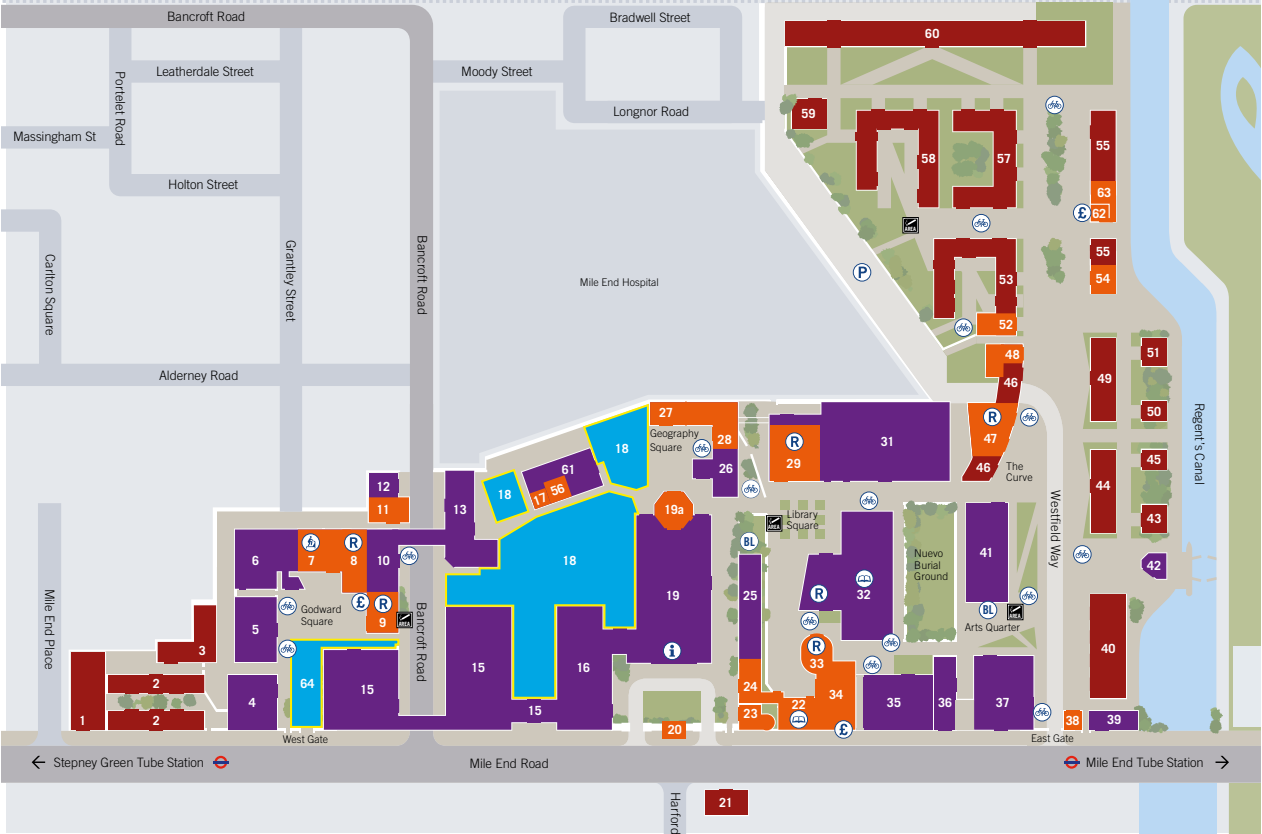 Bancroft Road
Bradwell Street
60
Leatherdale Street
Moody Street
Portelet Road
Longnor Road
59
Massingham St
55
58
57
Holton Street
63
£
62
AREA
Carlton Square
Grantley Street
Bancroft Road
P
Mile End Hospital
55
53
54
52
48
51
49
46
Alderney Road
50
Regent's Canal
27
Geography
Square
28
R
47
R
29
31
18
26
46
The
Curve
45
44
61
18
17
56
12
11
13
19a
AREA
Library
Square
Westfield Way
43
BL
6
7
R
8
10
18
41
42
Nuevo
Burial
Ground
32
R
25
19
£
R
9
AREA
Godward
Square
5
BL
AREA
Arts Quarter
Mile End Place
Bancroft Road
3
R
33
40
i
2
64
15
15
16
24
34
1
4
22
35
36
37
2
15
23
38
39
20
£
West Gate
East Gate
← Stepney Green Tube Station
Mile End Road
Mile End Tube Station →
Harford
21